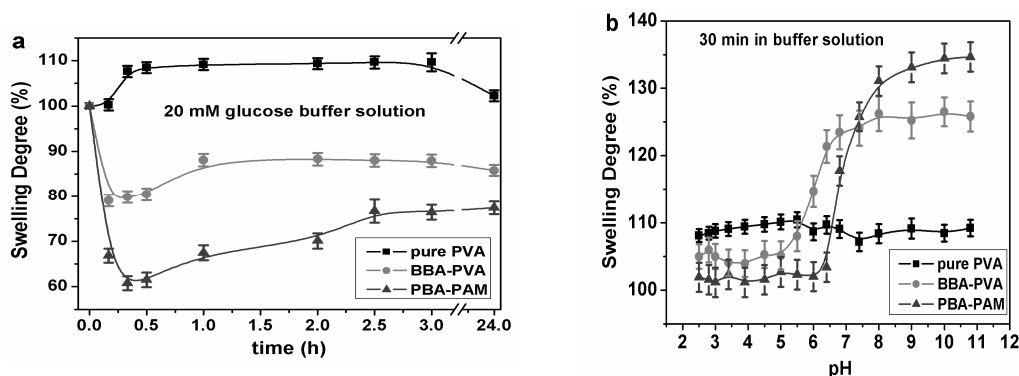 a
Swelling Degree (%)
110
100
90
80
70
60
20 mM glucose buffer solution
pure PVA
BBA-PVA
PBA-PAM
0.0 0.5 1.0 2.0 2.5 3.0 24.0
time (h)
b
Swelling Degree (%)
140
130
120
110
100
30 min in buffer solution
pure PVA
BBA-PVA
PBA-PAM
2 3 4 5 6 7 8 9 10 11 12
pH